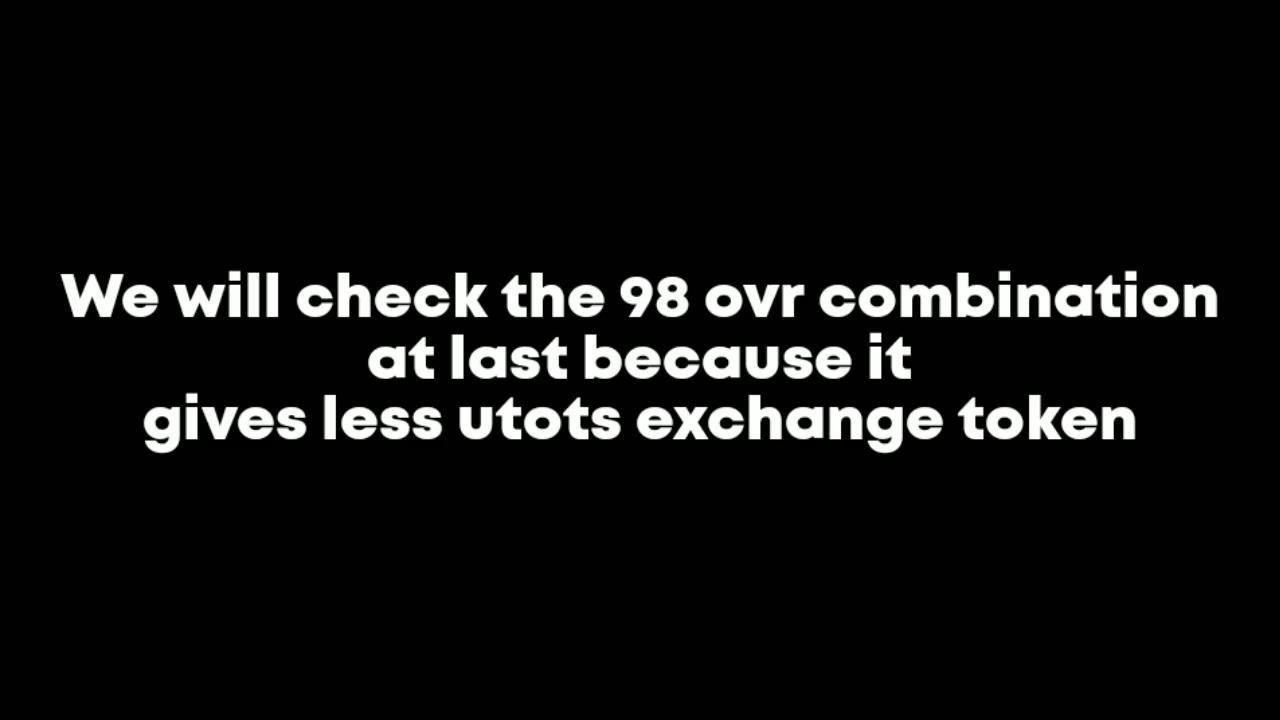 We will check the 98 ovr combination
at last because it
gives less utots exchange token